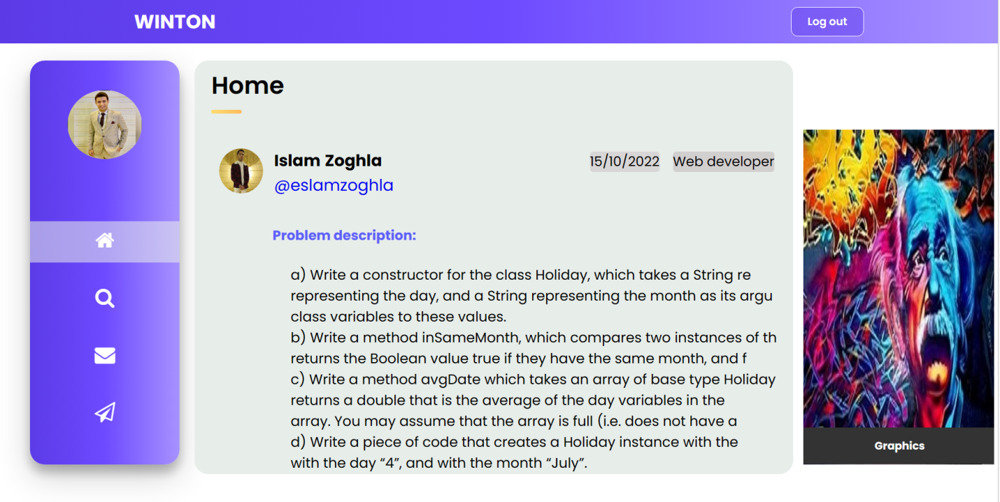 WINTON
Log out
Home
Islam Zoghla
15/10/2022
Web developer
@eslamzoghla
Problem description:
a) Write a constructor for the class Holiday, which takes a String re
representing the day, and a String representing the month as its argu
class variables to these values.
b) Write a method inSameMonth, which compares two instances of th
returns the Boolean value true if they have the same month, and f
c) Write a method avgDate which takes an array of base type Holiday
returns a double that is the average of the day variables in the
array. You may assume that the array is full (i.e. does not have a
d) Write a piece of code that creates a Holiday instance with the
with the day “4”, and with the month “July”.
Graphics